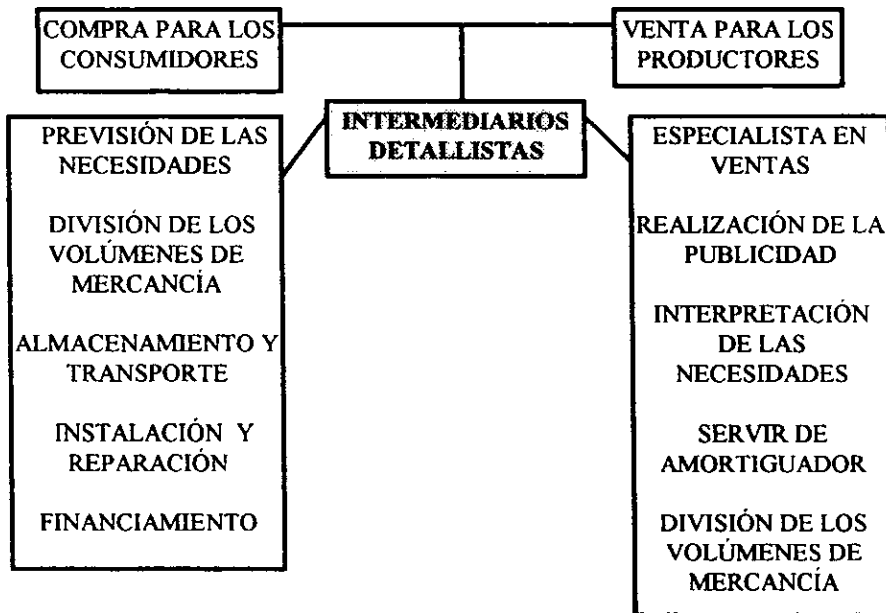 COMPRA PARA LOS
CONSUMIDORES
VENTA PARA LOS
PRODUCTORES
INTERMEDIARIOS
DETALLISTAS
PREVISIÓN DE LAS
NECESIDADES
DIVISIÓN DE LOS
VOLÚMENES DE
MERCANCÍA
ALMACENAMIENTO Y
TRANSPORTE
INSTALACIÓN Y
REPARACIÓN
FINANCIAMIENTO
ESPECIALISTA EN
VENTAS
REALIZACIÓN DE LA
PUBLICIDAD
INTERPRETACIÓN
DE LAS
NECESIDADES
SERVIR DE
AMORTIGUADOR
DIVISIÓN DE LOS
VOLÚMENES DE
MERCANCÍA